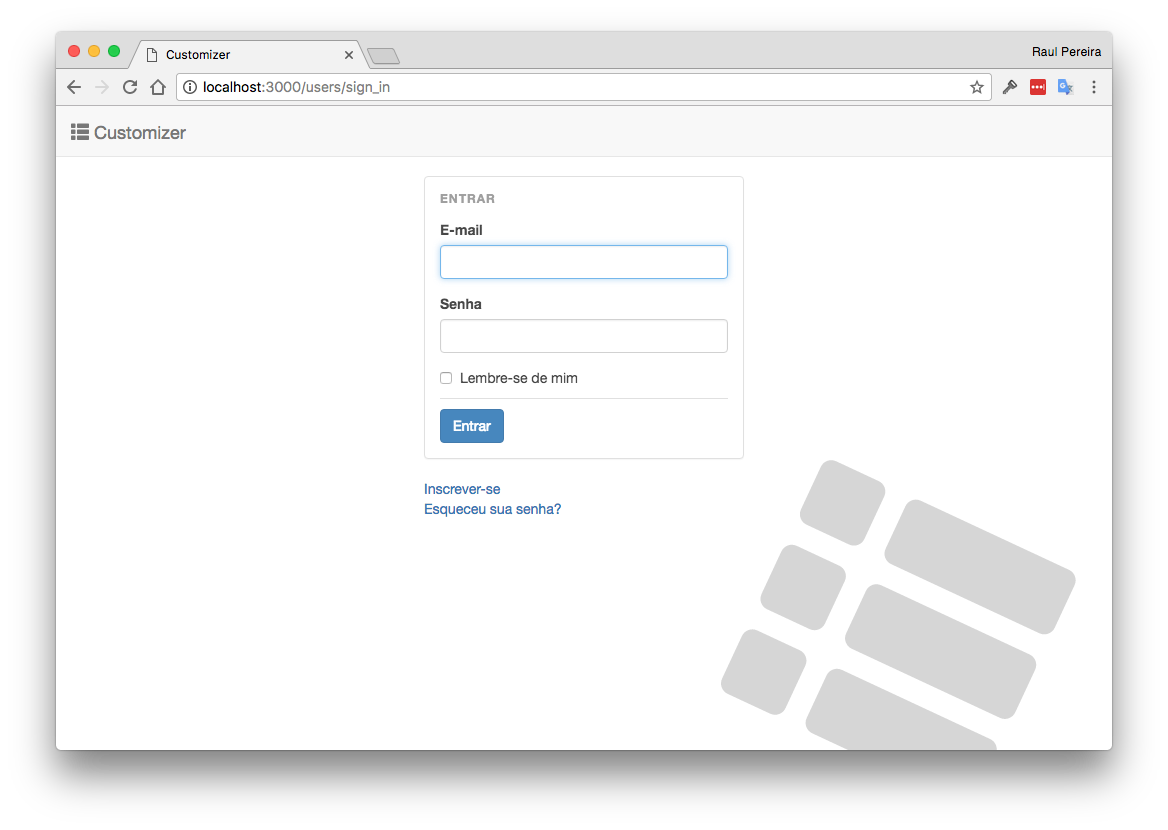 Customizer
Raul Pereira
localhost:3000/users/sign_in
Customizer
ENTRAR
E-mail
Senha
Lembre-se de mim
Entrar
Inscrever-se
Esqueceu sua senha?